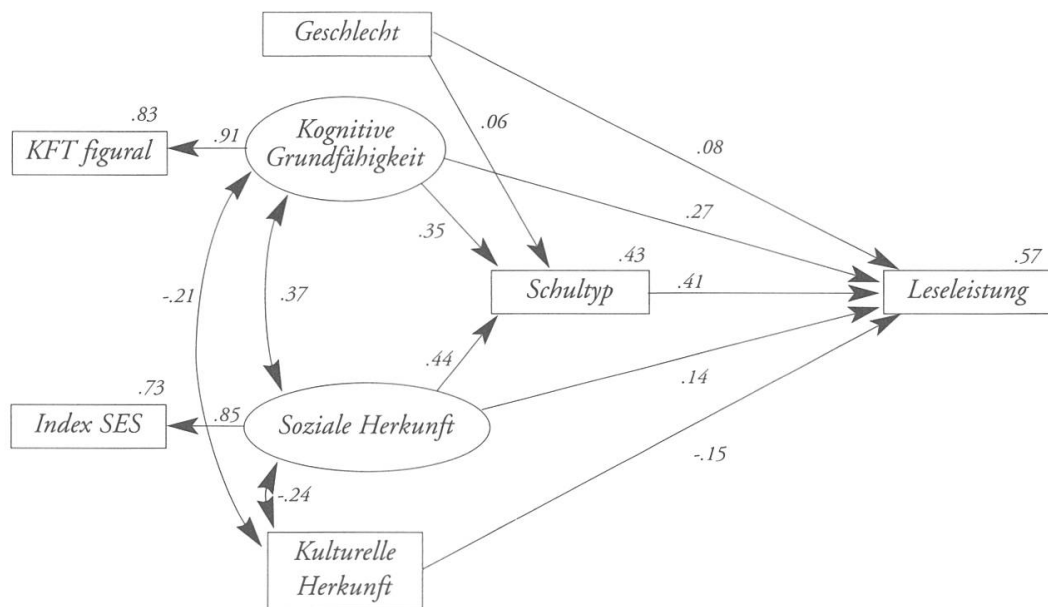 Geschlecht
.83
KFT figural
.91
Kognitive
Grundfähigkeit
.06
.08
.27
.35
-.21
.37
.43
Schultyp
.41
.57
Leseleistung
.44
.14
.73
Index SES
.85
Soziale Herkunft
-.15
-.24
Kulturelle
Herkunft